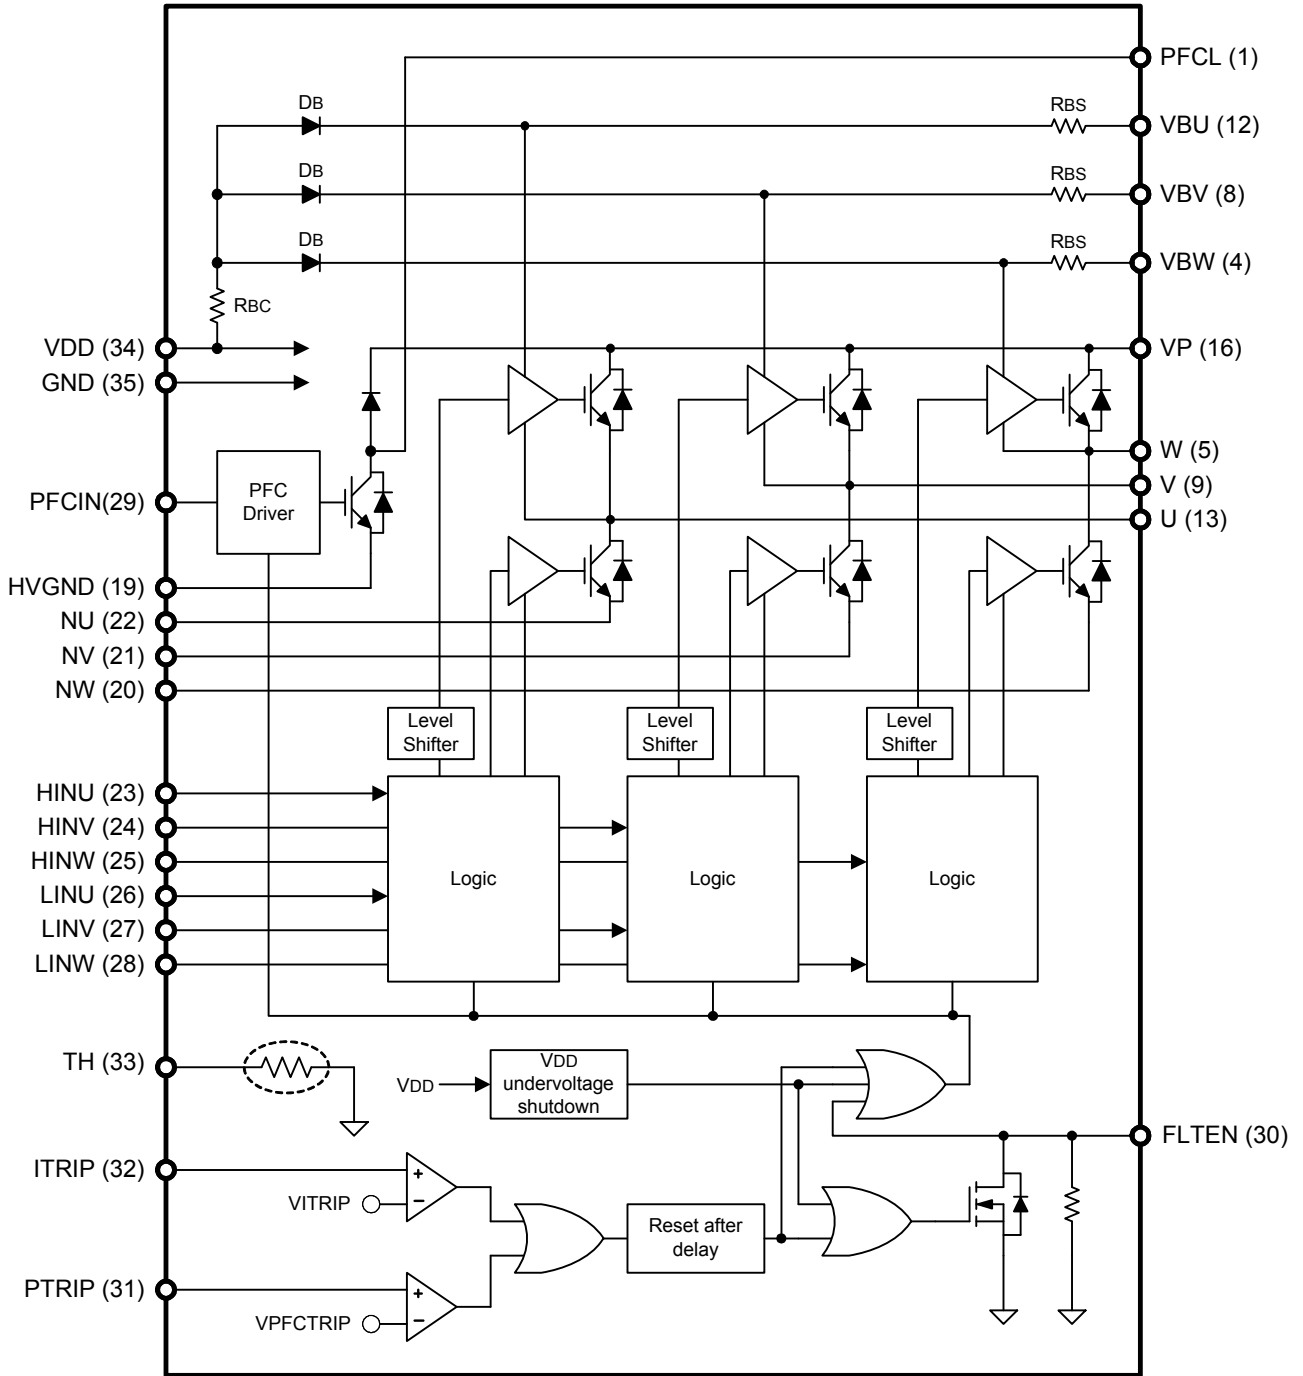 PFCL (1)
DB
RBS
VBU (12)
DB
RBS
VBV (8)
DB
RBS
VBW (4)
RBC
VDD (34)
VP (16)
GND (35)
W (5)
PFC
Driver
PFCIN(29)
V (9)
U (13)
HVGND (19)
NU (22)
NV (21)
NW (20)
Level
Shifter
Level
Shifter
Level
Shifter
HINU (23)
HINV (24)
HINW (25)
LINU (26)
LINV (27)
LINW (28)
Logic
Logic
Logic
TH (33)
VDD
VDD
undervoltage
shutdown
FLTEN (30)
ITRIP (32)
+
−
VITRIP
Reset after
delay
PTRIP (31)
+
−
VPFCTRIP